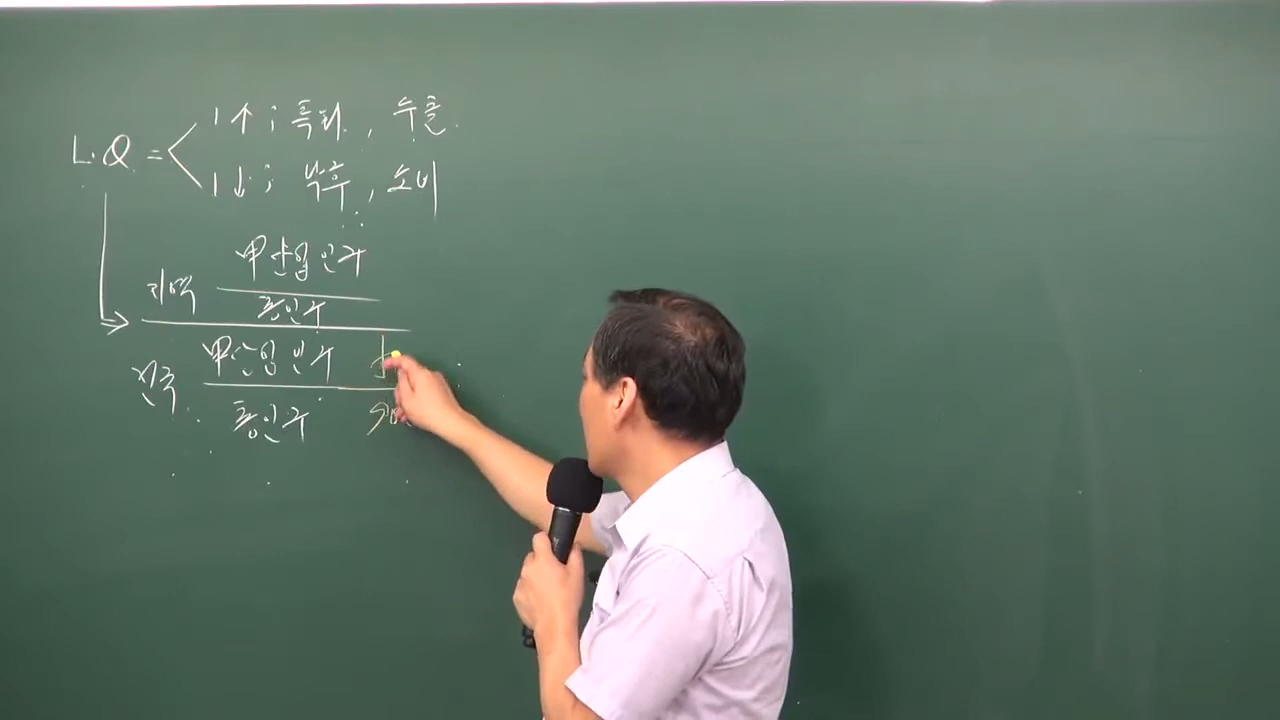 L.Q = < 1↑ ; 특화, 수출.
1↓ ; 박후, 소비
지역 甲산업인구
총인구
전국 甲산업인구
총인구